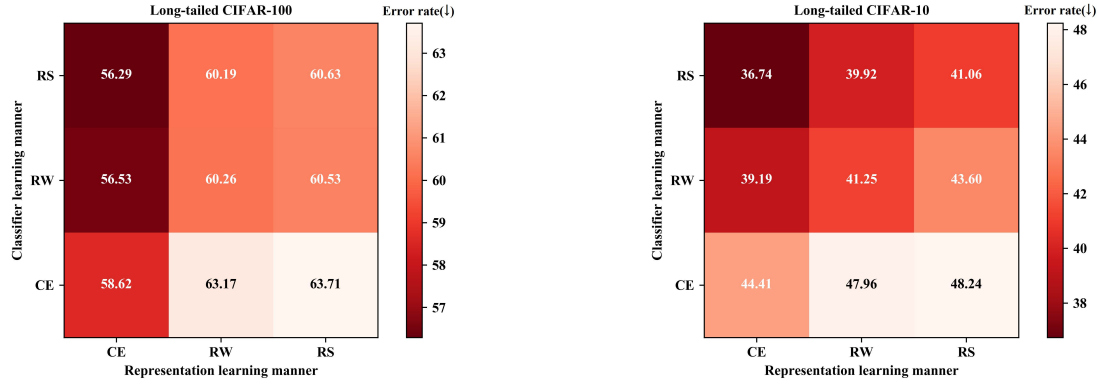 Long-tailed CIFAR-100
Error rate(↓)
Classifier learning manner
RS
RW
CE
56.29 60.19 60.63
56.53 60.26 60.53
58.62 63.17 63.71
CE RW RS
Representation learning manner
63
62
61
60
59
58
57
Long-tailed CIFAR-10
Error rate(↓)
Classifier learning manner
RS
RW
CE
36.74 39.92 41.06
39.19 41.25 43.60
44.41 47.96 48.24
CE RW RS
Representation learning manner
48
46
44
42
40
38